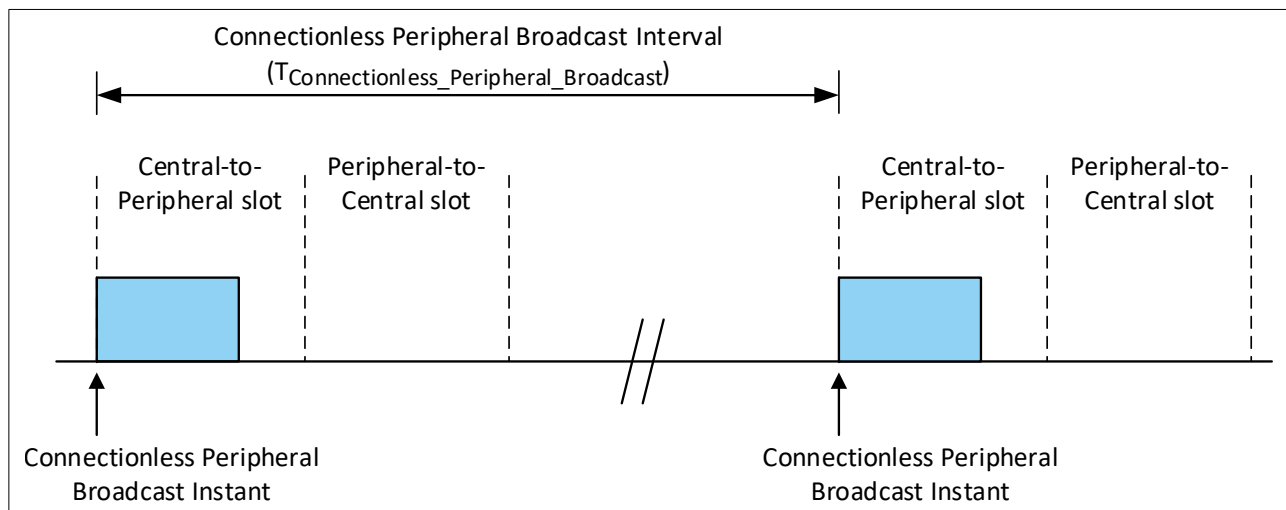 Connectionless Peripheral Broadcast Interval
(TConnectionless_Peripheral_Broadcast)
Central-to-
Peripheral slot
Peripheral-to-
Central slot
Central-to-
Peripheral slot
Peripheral-to-
Central slot
Connectionless Peripheral
Broadcast Instant
Connectionless Peripheral
Broadcast Instant